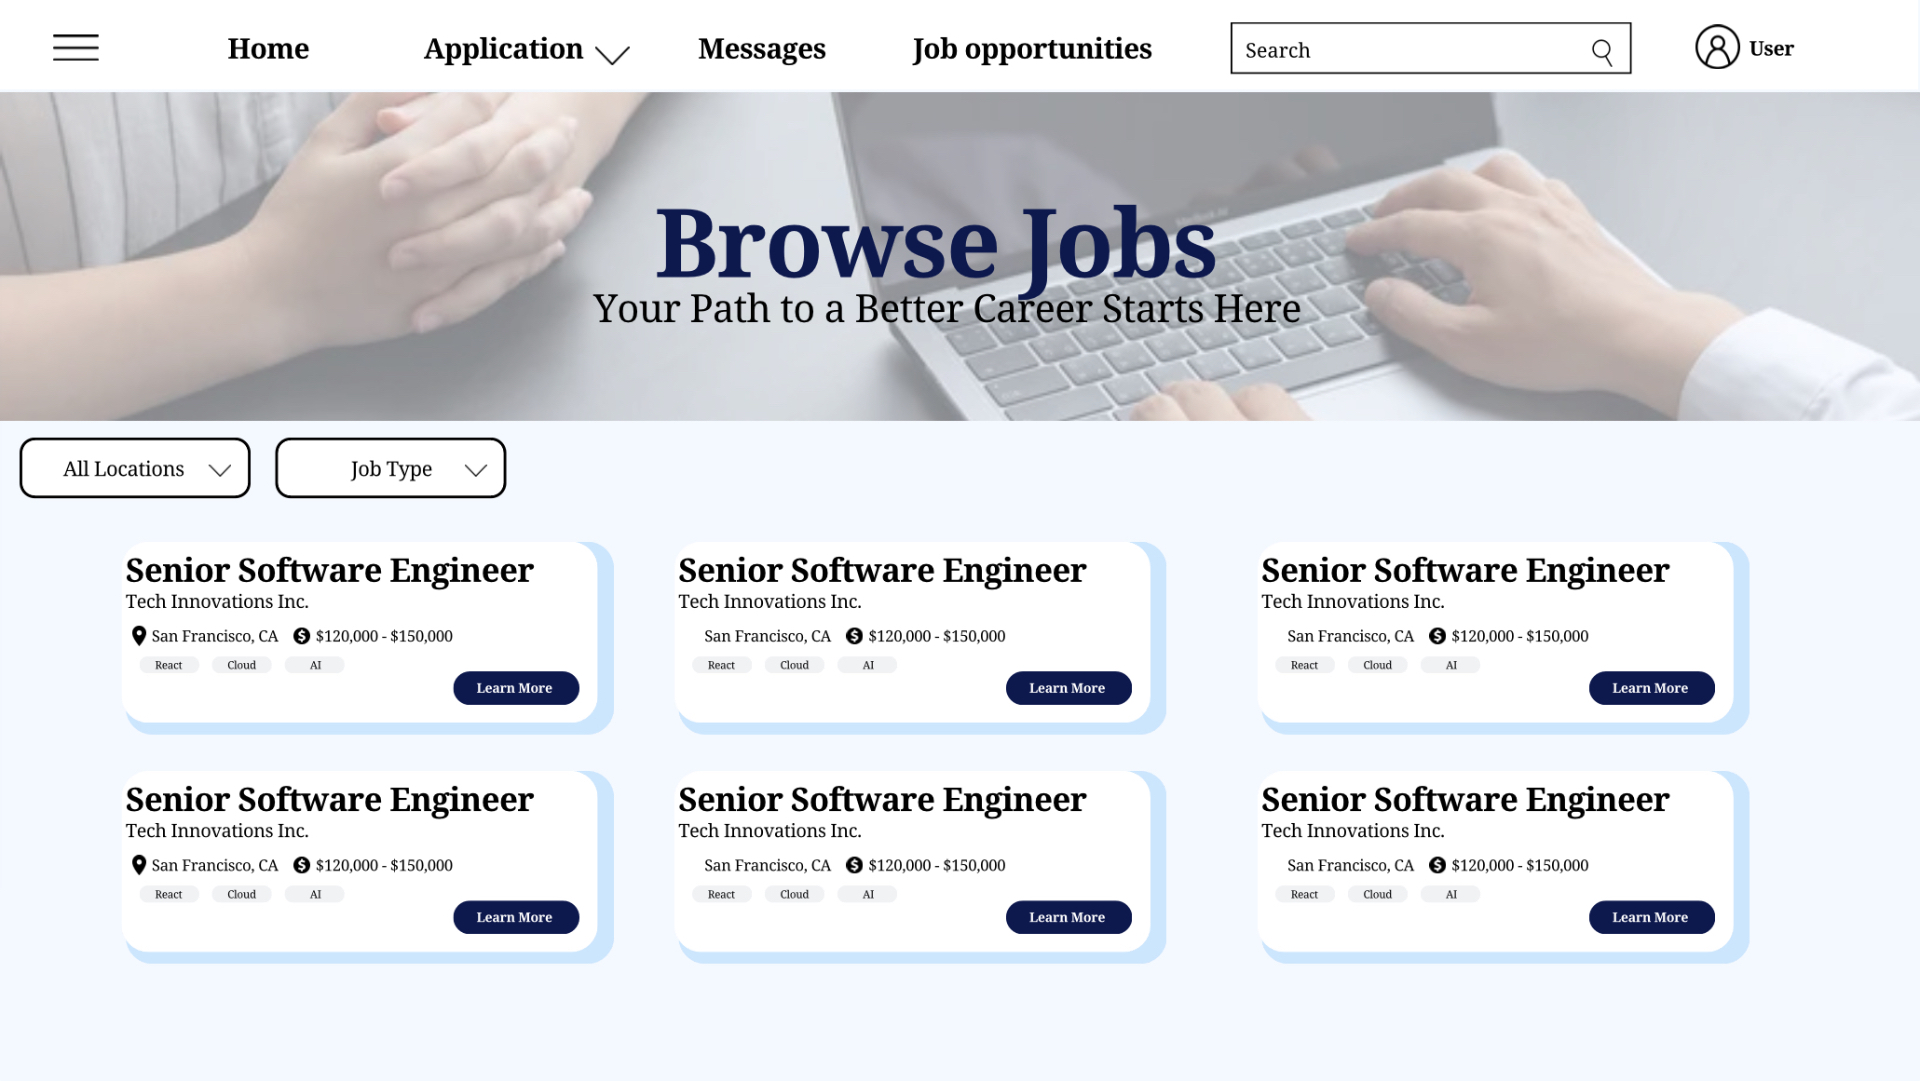 Home
Application
Messages
Job opportunities
Search
User
Browse Jobs
Your Path to a Better Career Starts Here
All Locations
Job Type
Senior Software Engineer
Tech Innovations Inc.
San Francisco, CA $120,000 - $150,000
React Cloud AI
Learn More
Senior Software Engineer
Tech Innovations Inc.
San Francisco, CA $120,000 - $150,000
React Cloud AI
Learn More
Senior Software Engineer
Tech Innovations Inc.
San Francisco, CA $120,000 - $150,000
React Cloud AI
Learn More
Senior Software Engineer
Tech Innovations Inc.
San Francisco, CA $120,000 - $150,000
React Cloud AI
Learn More
Senior Software Engineer
Tech Innovations Inc.
San Francisco, CA $120,000 - $150,000
React Cloud AI
Learn More
Senior Software Engineer
Tech Innovations Inc.
San Francisco, CA $120,000 - $150,000
React Cloud AI
Learn More